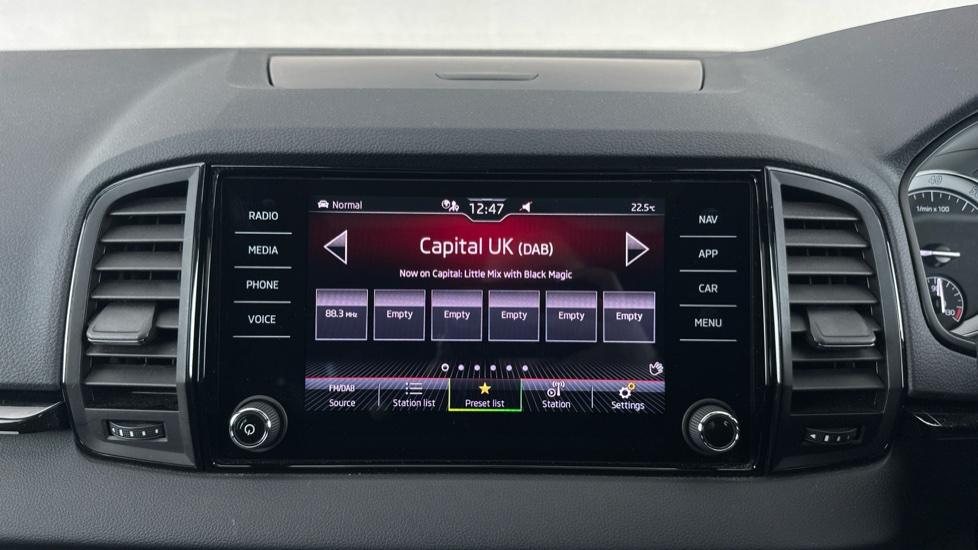 RADIO
MEDIA
PHONE
VOICE
Normal
12:47
22.5°C
Capital UK (DAB)
Now on Capital: Little Mix with Black Magic
88.3 MHz
Empty
Empty
Empty
Empty
Empty
FM/DAB
Source
Station list
Preset list
Station
Settings
NAV
APP
CAR
MENU
1/min x 100
90
130